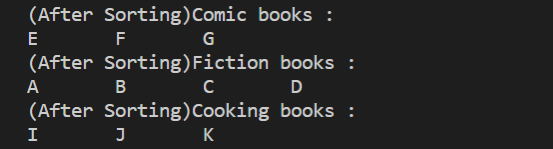 (After Sorting)Comic books :
E F G
(After Sorting)Fiction books :
A B C D
(After Sorting)Cooking books :
I J K